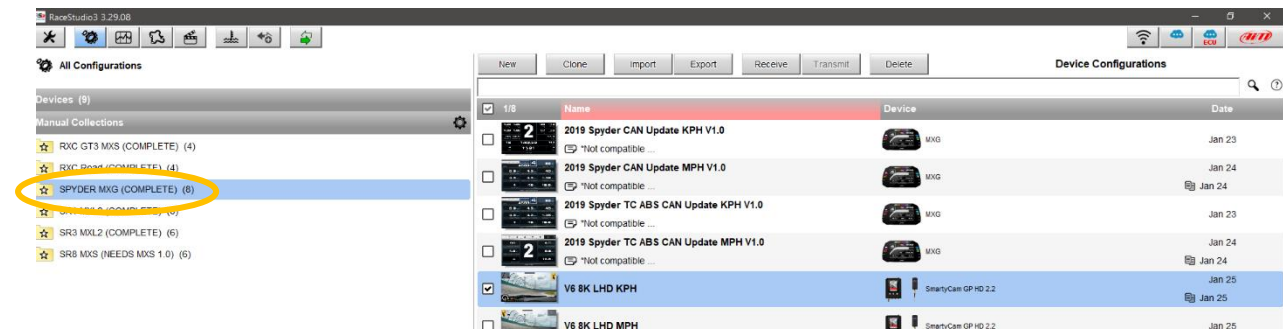 RaceStudio3 3.29.08
ECU
All Configurations
New Clone Import Export Receive Transmit Delete Device Configurations
Devices (9)
1/8 Name Device Date
Manual Collections
2 2019 Spyder CAN Update KPH V1.0 MXG Jan 23
*Not compatible ...
RXC GT3 MXS (COMPLETE) (4)
RXC Road (COMPLETE) (4)
2019 Spyder CAN Update MPH V1.0 MXG Jan 24
*Not compatible ... Jan 24
SPYDER MXG (COMPLETE) (8)
2019 Spyder TC ABS CAN Update KPH V1.0 MXG Jan 23
*Not compatible ...
SR3 MXL2 (COMPLETE) (6)
2 2019 Spyder TC ABS CAN Update MPH V1.0 MXG Jan 24
*Not compatible ... Jan 24
SR8 MXS (NEEDS MXS 1.0) (6)
V6 8K LHD KPH SmartyCam GP HD 2.2 Jan 25
Jan 25
V6 8K LHD MPH SmartyCam GP HD 2.2 Jan 25